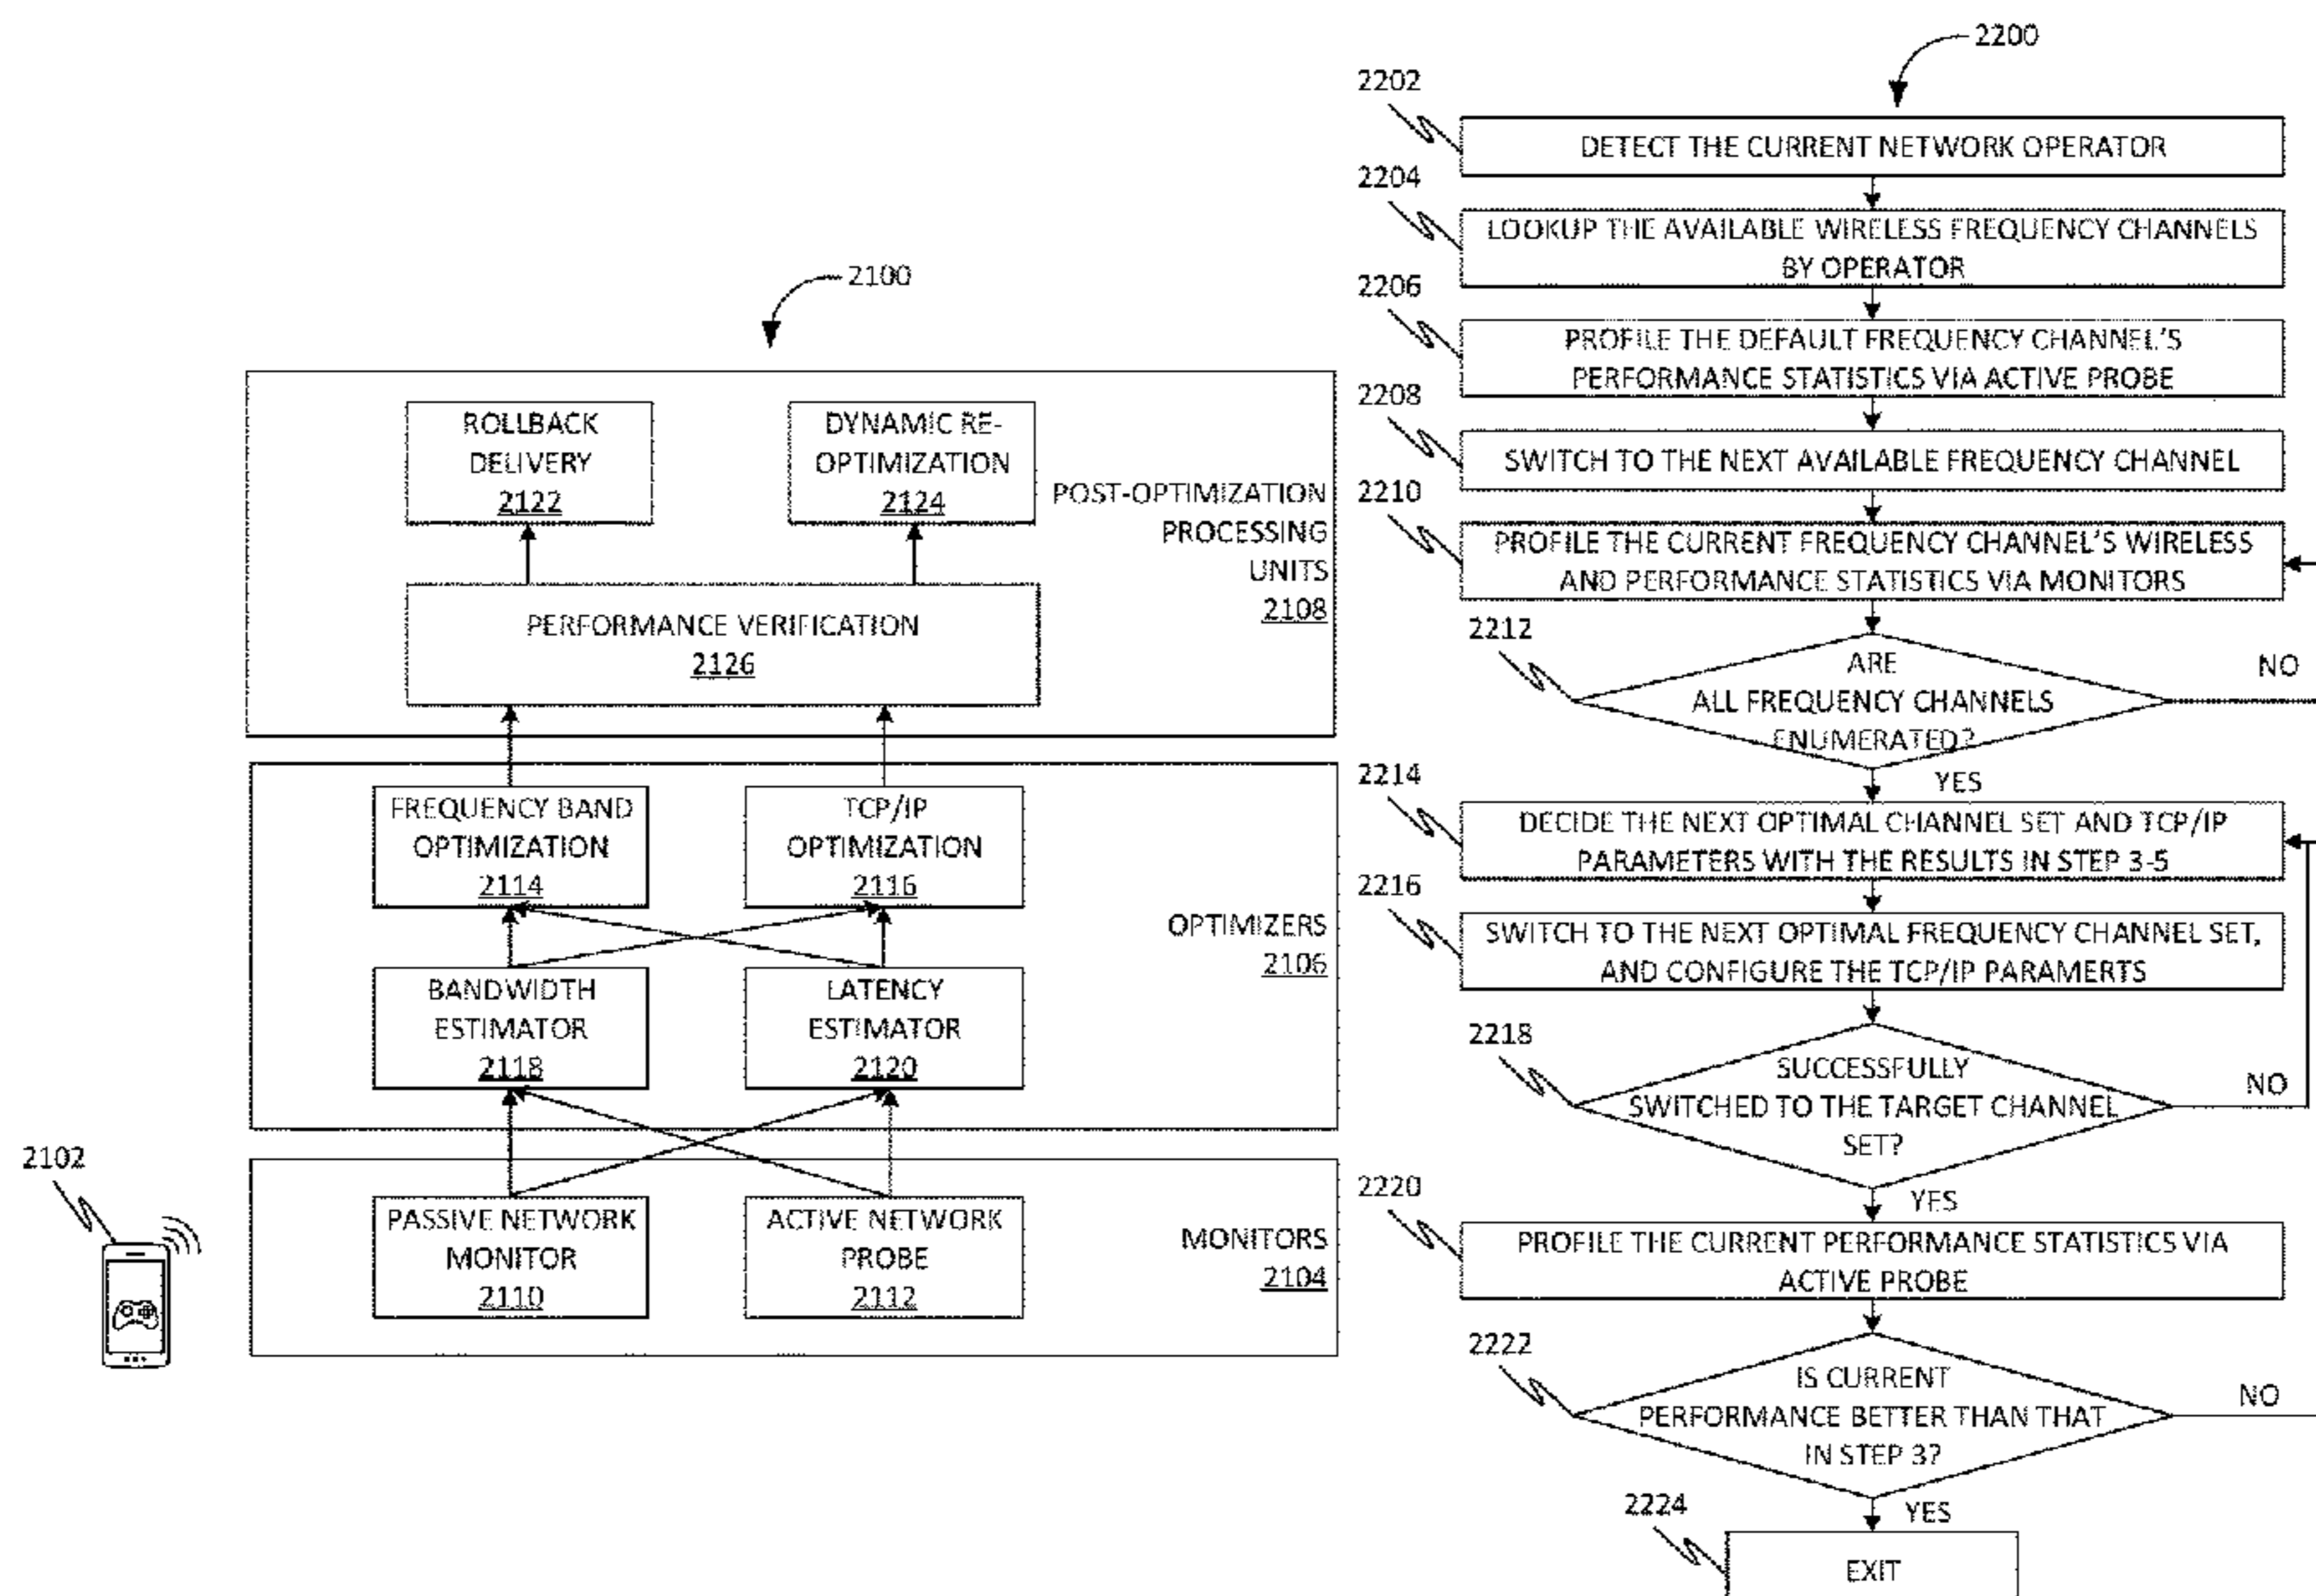 2100
ROLLBACK
DELIVERY
2122
DYNAMIC RE-
OPTIMIZATION
2124
POST-OPTIMIZATION
PROCESSING
UNITS
2108
PERFORMANCE VERIFICATION
2126
FREQUENCY BAND
OPTIMIZATION
2114
TCP/IP
OPTIMIZATION
2116
OPTIMIZERS
2106
BANDWIDTH
ESTIMATOR
2118
LATENCY
ESTIMATOR
2120
2102
PASSIVE NETWORK
MONITOR
2110
ACTIVE NETWORK
PROBE
2112
MONITORS
2104
2200
2202
DETECT THE CURRENT NETWORK OPERATOR
2204
LOOKUP THE AVAILABLE WIRELESS FREQUENCY CHANNELS
BY OPERATOR
2206
PROFILE THE DEFAULT FREQUENCY CHANNEL'S
PERFORMANCE STATISTICS VIA ACTIVE PROBE
2208
SWITCH TO THE NEXT AVAILABLE FREQUENCY CHANNEL
2210
PROFILE THE CURRENT FREQUENCY CHANNEL'S WIRELESS
AND PERFORMANCE STATISTICS VIA MONITORS
2212
ARE
ALL FREQUENCY CHANNELS
ENUMERATED?
NO
YES
2214
DECIDE THE NEXT OPTIMAL CHANNEL SET AND TCP/IP
PARAMETERS WITH THE RESULTS IN STEP 3-5
2216
SWITCH TO THE NEXT OPTIMAL FREQUENCY CHANNEL SET,
AND CONFIGURE THE TCP/IP PARAMERTS
2218
SUCCESSFULLY
SWITCHED TO THE TARGET CHANNEL
SET?
NO
YES
2220
PROFILE THE CURRENT PERFORMANCE STATISTICS VIA
ACTIVE PROBE
2222
IS CURRENT
PERFORMANCE BETTER THAN THAT
IN STEP 3?
NO
YES
2224
EXIT